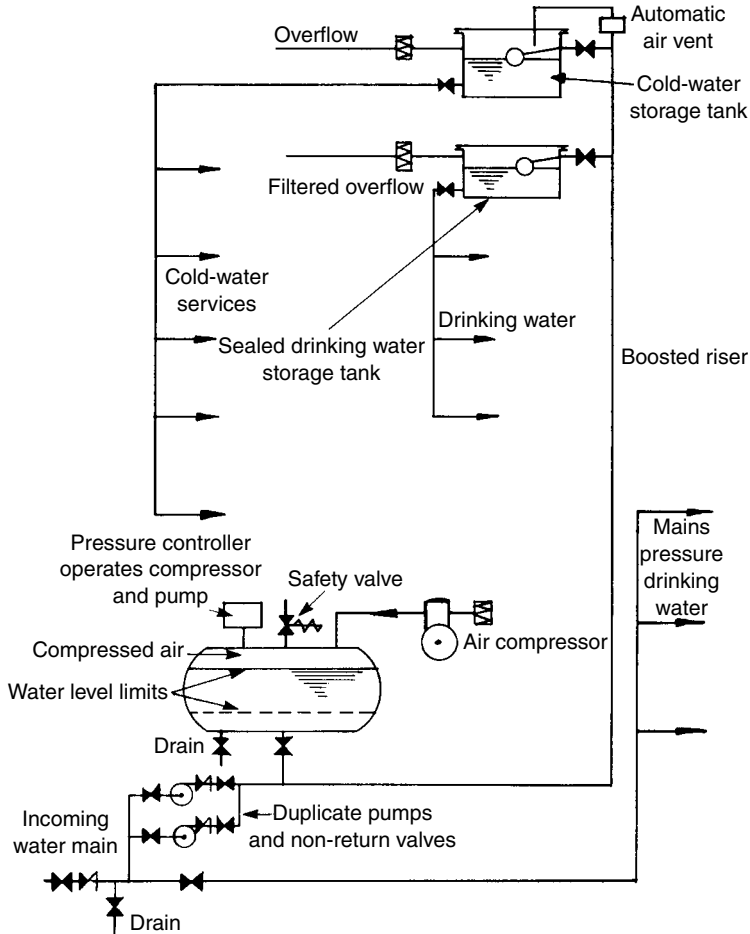 Automatic
air vent
Overflow
Cold-water
storage tank
Filtered overflow
Cold-water
services
Drinking water
Sealed drinking water
storage tank
Boosted riser
Pressure controller
operates compressor
and pump
Safety valve
Mains
pressure
drinking
water
Compressed air
Air compressor
Water level limits
Drain
Incoming
water main
Duplicate pumps
and non-return valves
Drain